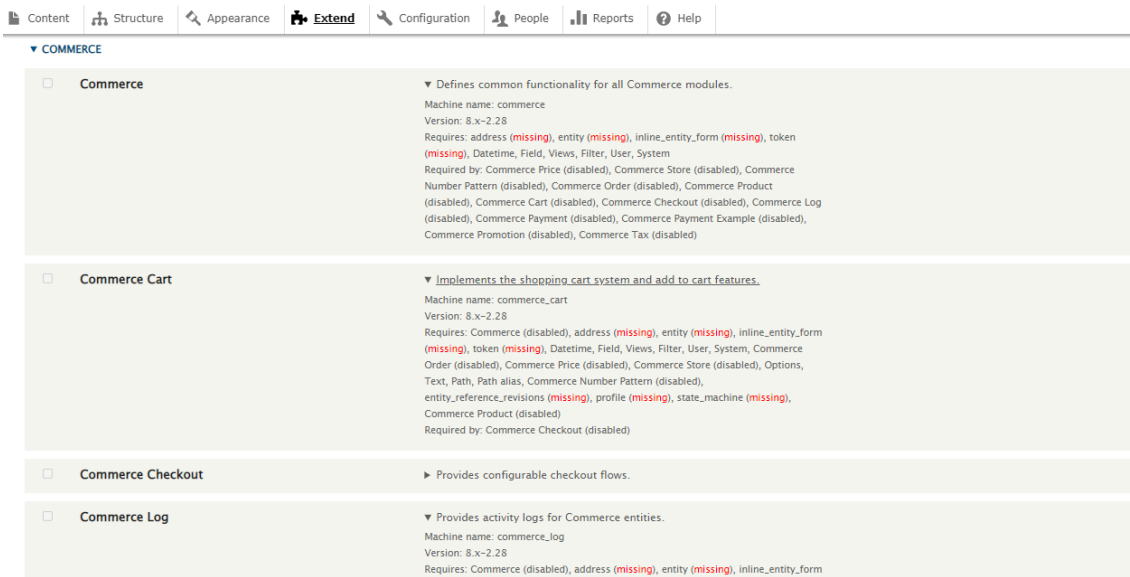 Content Structure Appearance Extend Configuration People Reports Help
▼ COMMERCE
Commerce
▼ Defines common functionality for all Commerce modules.
Machine name: commerce
Version: 8.x-2.28
Requires: address (missing), entity (missing), inline_entity_form (missing), token
(missing), Datetime, Field, Views, Filter, User, System
Required by: Commerce Price (disabled), Commerce Store (disabled), Commerce
Number Pattern (disabled), Commerce Order (disabled), Commerce Product
(disabled), Commerce Cart (disabled), Commerce Checkout (disabled), Commerce Log
(disabled), Commerce Payment (disabled), Commerce Payment Example (disabled),
Commerce Promotion (disabled), Commerce Tax (disabled)
Commerce Cart
▼ Implements the shopping cart system and add to cart features.
Machine name: commerce_cart
Version: 8.x-2.28
Requires: Commerce (disabled), address (missing), entity (missing), inline_entity_form
(missing), token (missing), Datetime, Field, Views, Filter, User, System, Commerce
Order (disabled), Commerce Price (disabled), Commerce Store (disabled), Options,
Text, Path, Path alias, Commerce Number Pattern (disabled),
entity_reference_revisions (missing), profile (missing), state_machine (missing),
Commerce Product (disabled)
Required by: Commerce Checkout (disabled)
Commerce Checkout
► Provides configurable checkout flows.
Commerce Log
▼ Provides activity logs for Commerce entities.
Machine name: commerce_log
Version: 8.x-2.28
Requires: Commerce (disabled), address (missing), entity (missing), inline_entity_form